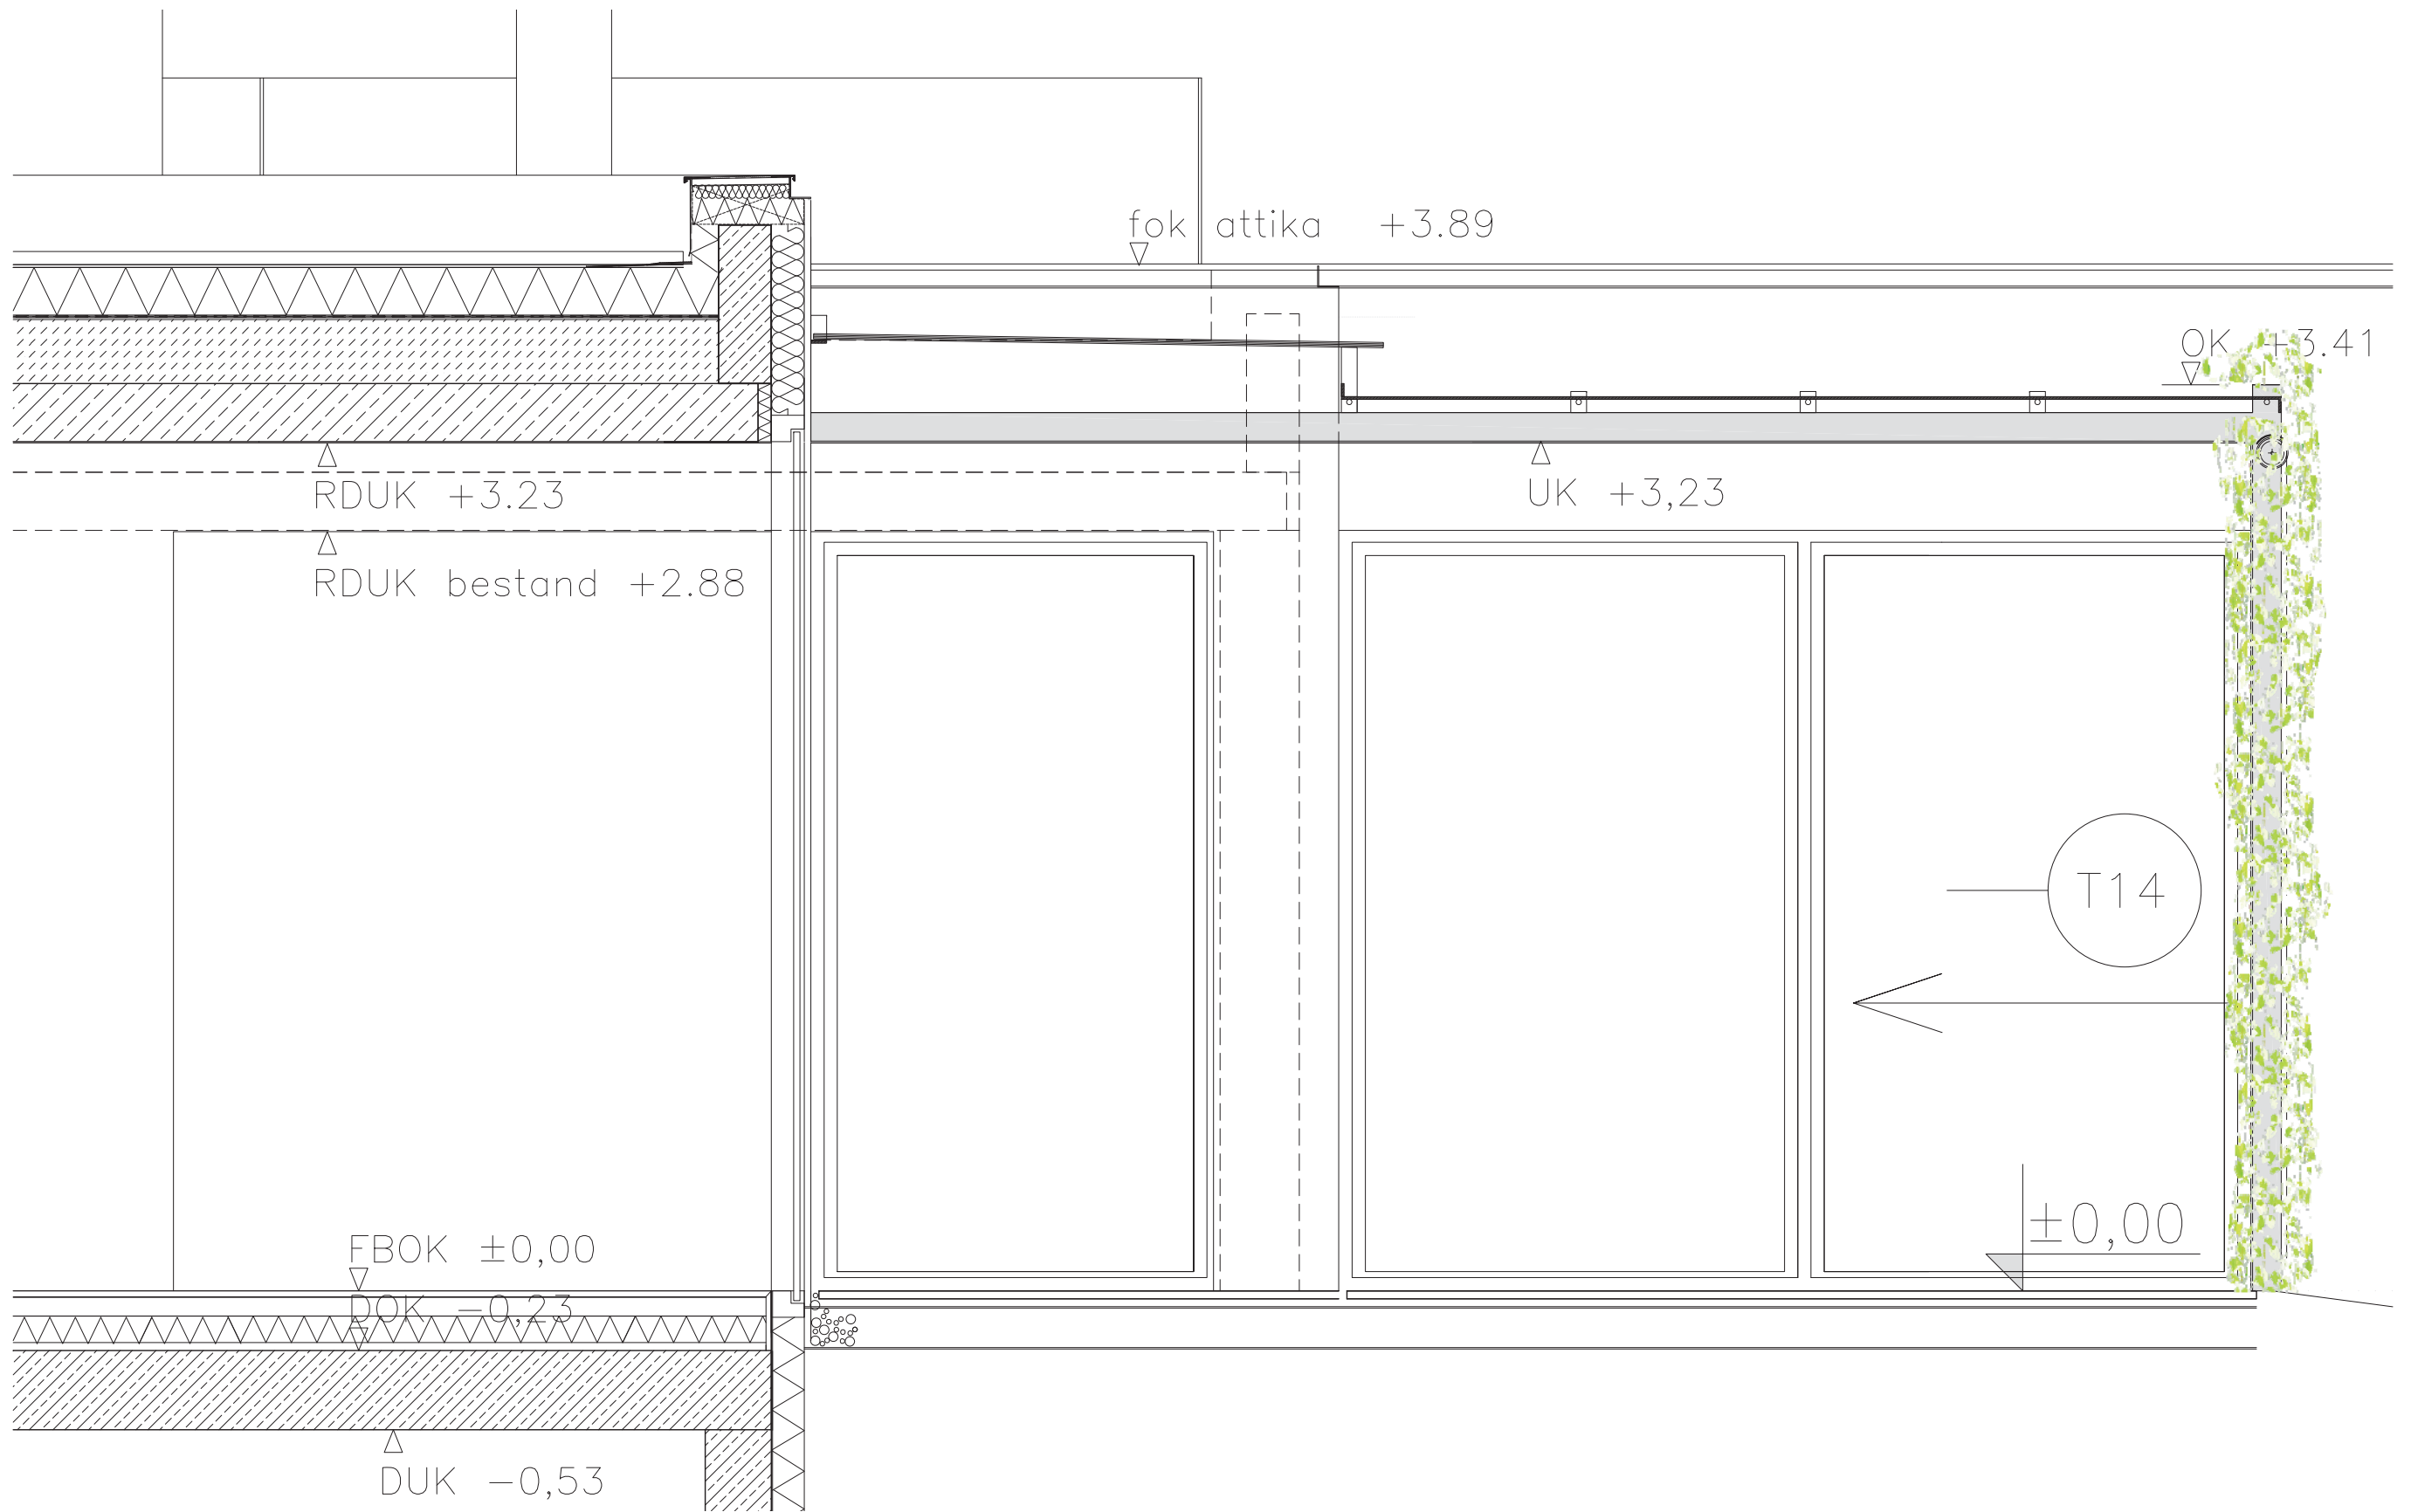 fok attika +3.89
OK +3.41
RDUK +3.23
UK +3,23
RDUK bestand +2.88
T14
±0,00
FBOK ±0,00
DOK -0,23
DUK -0,53